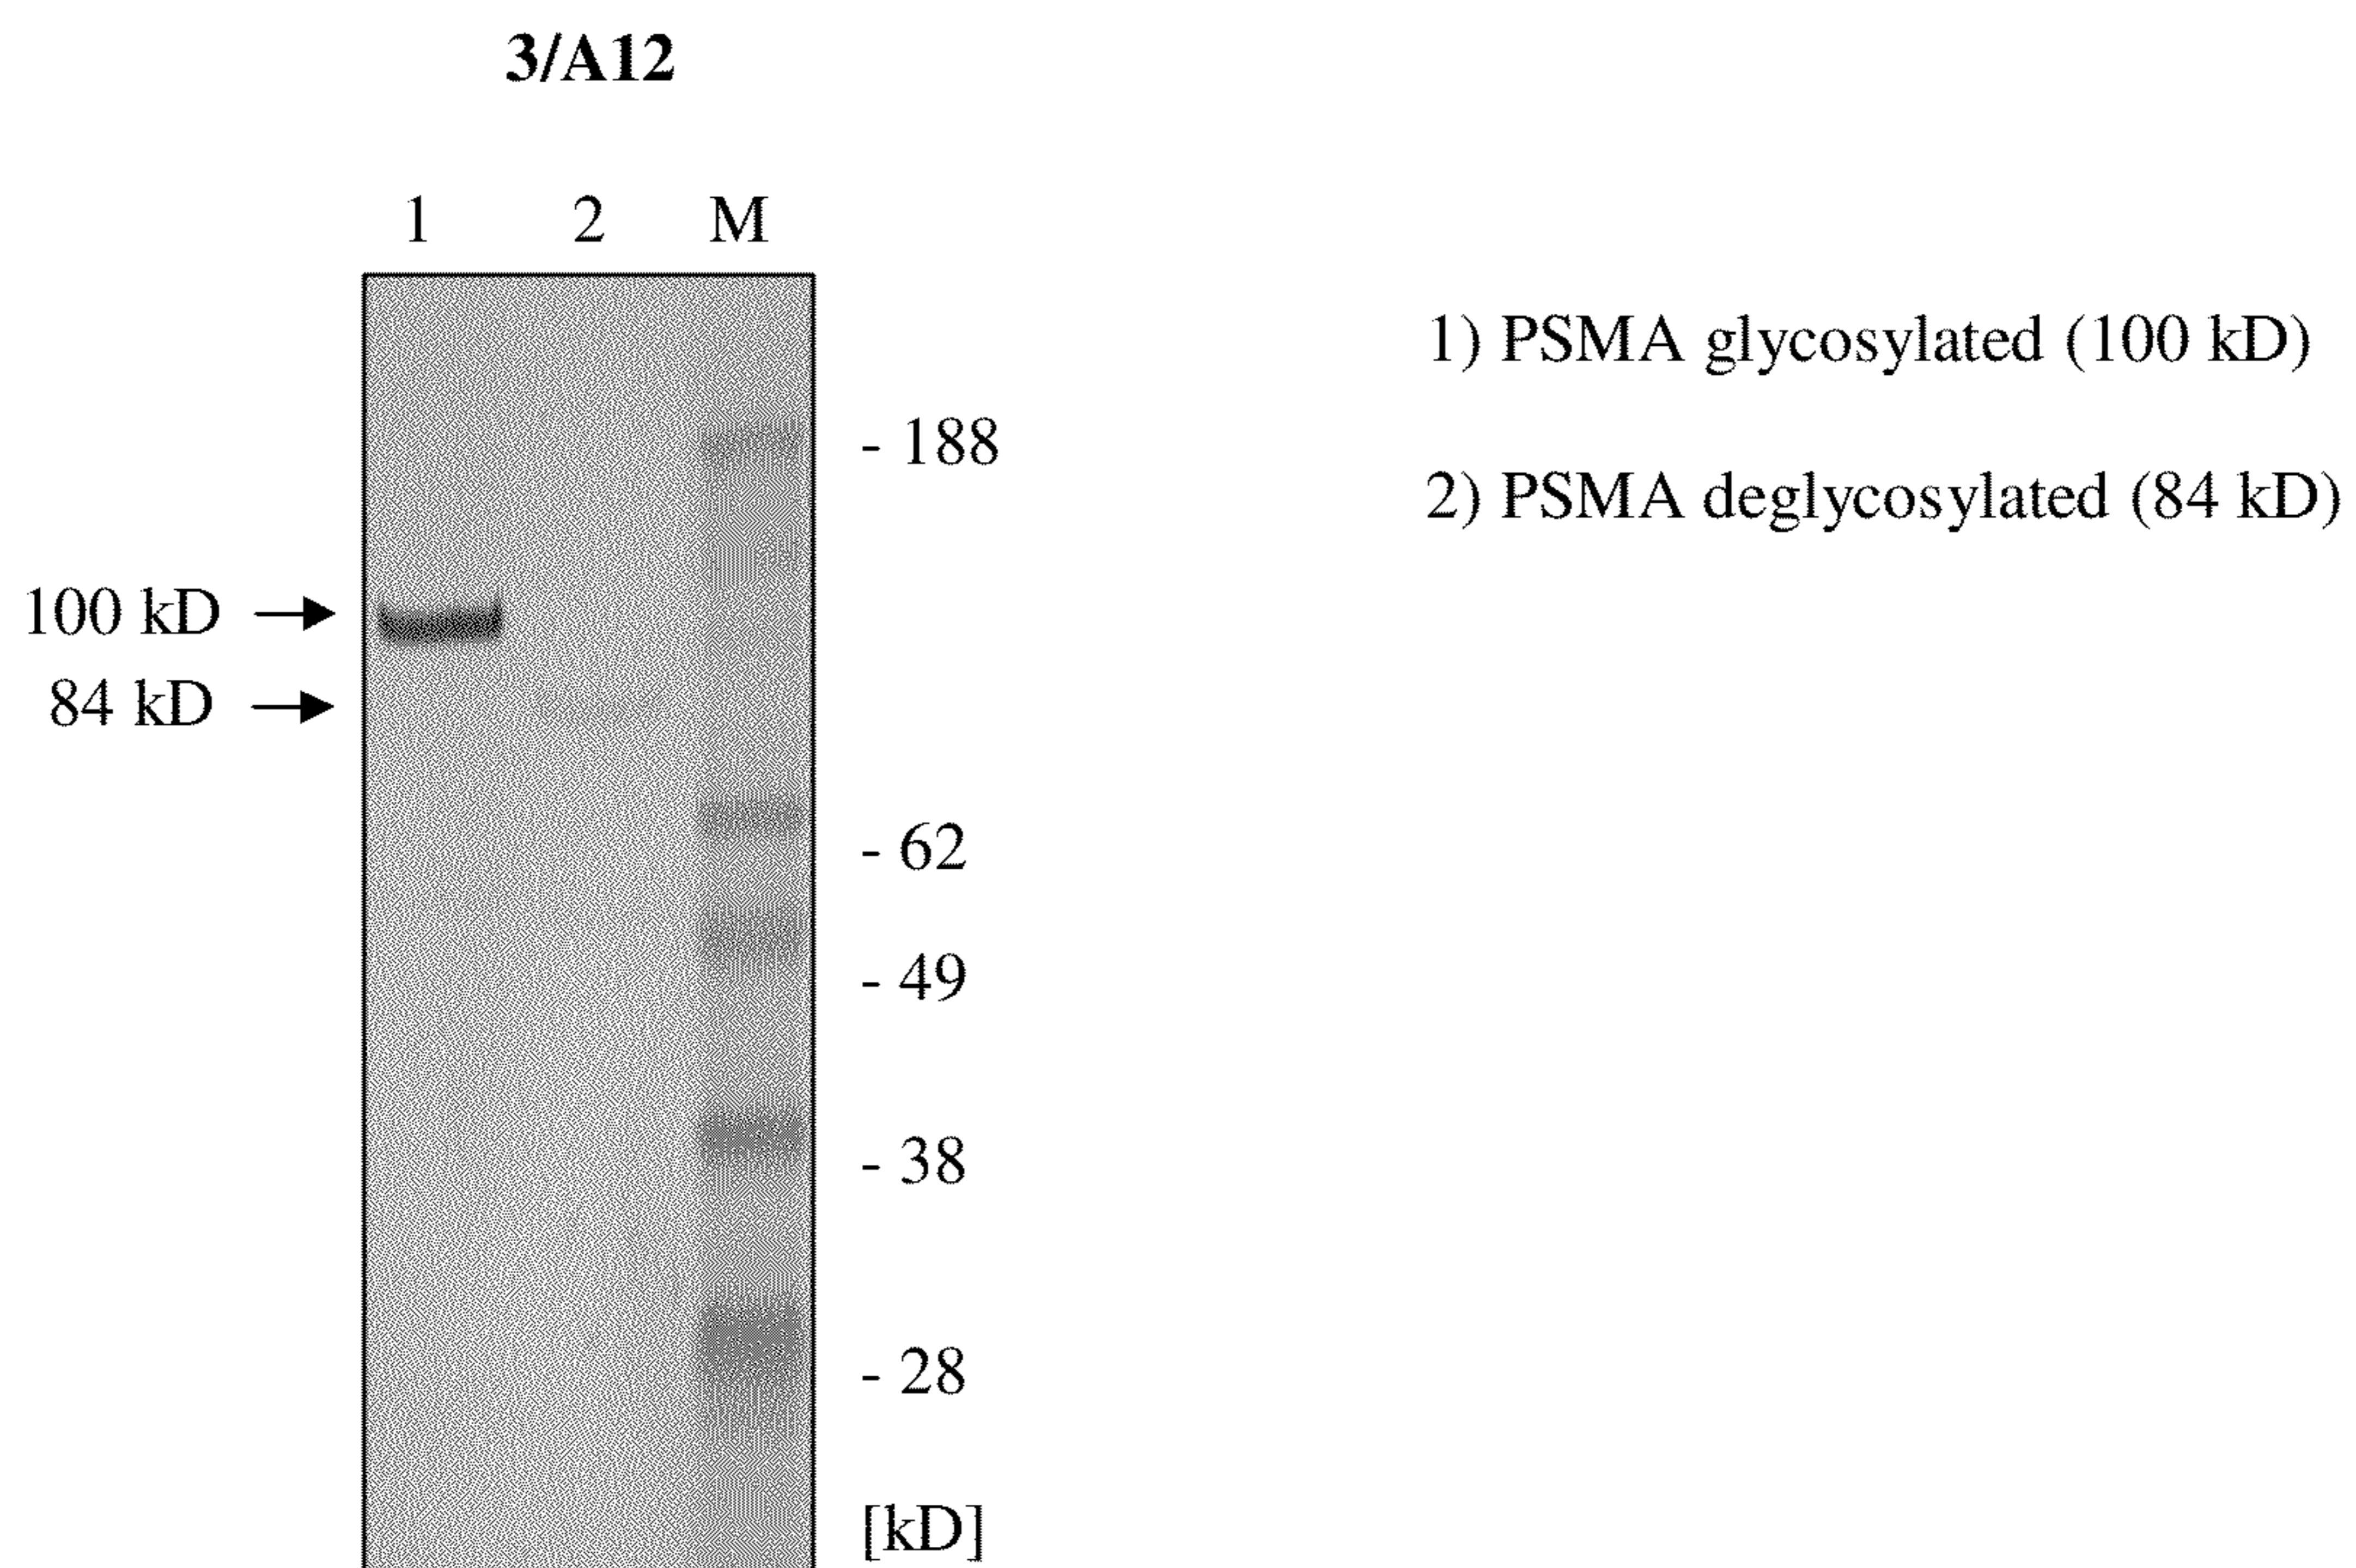 3/A12
1 2 M
1) PSMA glycosylated (100 kD)
- 188
2) PSMA deglycosylated (84 kD)
100 kD
84 kD
- 62
- 49
- 38
- 28
[kD]